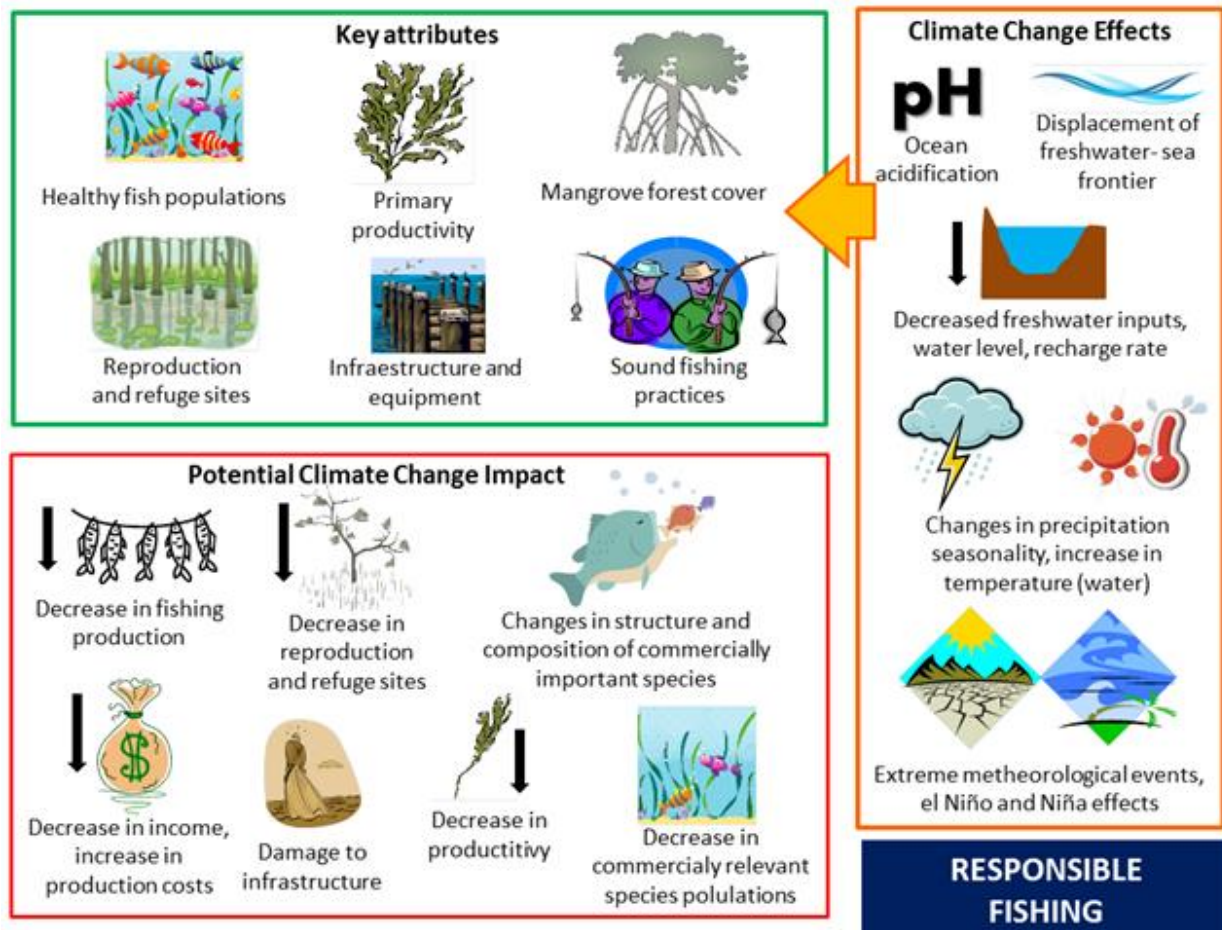 Key attributes
Healthy fish populations
Primary
productivity
Mangrove forest cover
Reproduction
and refuge sites
Infraestructure and
equipment
Sound fishing
practices
Climate Change Effects
pH
Ocean
acidification
Displacement of
freshwater- sea
frontier
Decreased freshwater inputs,
water level, recharge rate
Changes in precipitation
seasonality, increase in
temperature (water)
Extreme metheorological events,
el Niño and Niña effects
Potential Climate Change Impact
Decrease in fishing
production
Decrease in
reproduction
and refuge sites
Changes in structure and
composition of commercially
important species
$
Decrease in income,
increase in
production costs
Damage to
infrastructure
Decrease in
productitivy
Decrease in
commercialy relevant
species polulations
RESPONSIBLE
FISHING